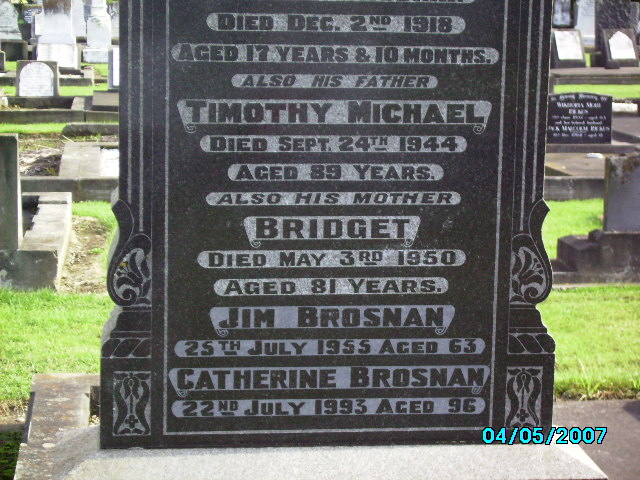 DIED DEC. 2ND 1918
AGED 17 YEARS & 10 MONTHS.
ALSO HIS FATHER
TIMOTHY MICHAEL
DIED SEPT. 24TH 1944
AGED 89 YEARS.
ALSO HIS MOTHER
BRIDGET
DIED MAY 3RD 1950
AGED 81 YEARS.
JIM BROSNAN
25TH JULY 1955 AGED 63
CATHERINE BROSNAN
22ND JULY 1993 AGED 96
04/05/2007